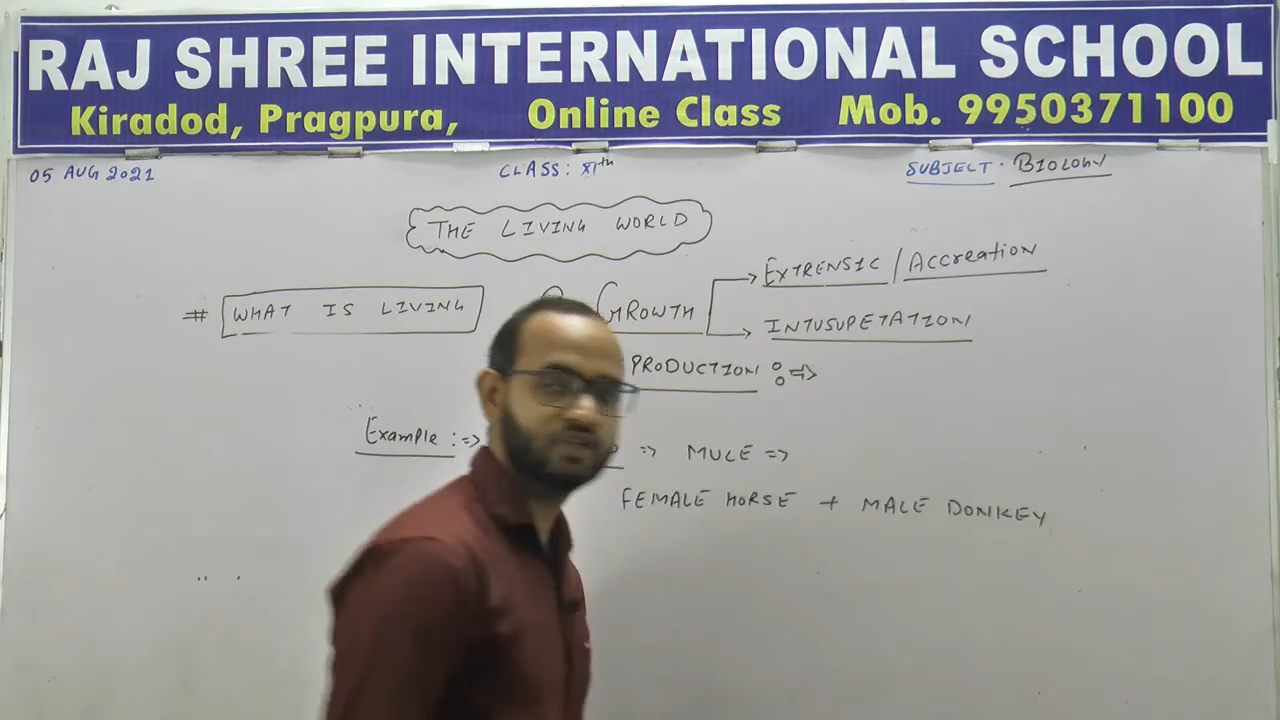 RAJ SHREE INTERNATIONAL SCHOOL
Kiradod, Pragpura, Online Class Mob. 9950371100
05 AUG 2021 CLASS: XIth SUBJECT. BIOLOGY
THE LIVING WORLD
EXTRENSIC / Accreation
# WHAT IS LIVING GROWTH
INTUSUPETATION
PRODUCTION :=>
Example :=> => MULE =>
FEMALE HORSE + MALE DONKEY